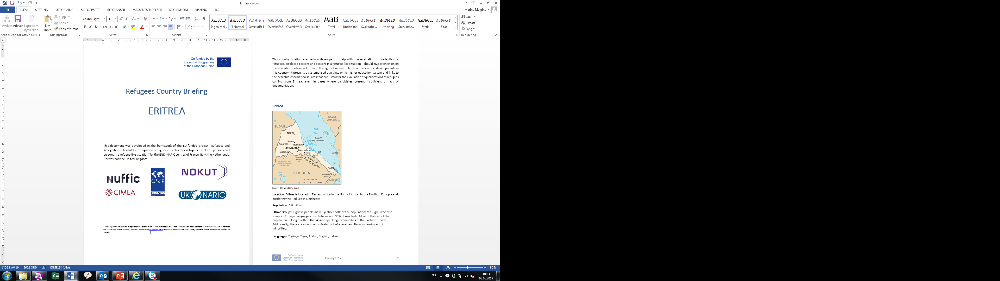 Eritrea - Word
FIL HJEM SETT INN UTFORMING SIDEOPPSETT REFERANSER MASSEUTSENDELSER SE GJENNOM VISNING 360°
Marina Malgina
Avslutt Arkiver Lagre som
ny versjon
Acos tillegg for Office 4.0.434
Lim
inn
Klipp ut
Kopier
Kopier format
Utklippstavle
Calibri Light 11
F K U abc x₂ x²
Skrift
Avsnitt
AaBbCcDc AaBbCcD AaBbCc AaBbCcC AaBbCcD AaBbCcDc AaB AaBbCcI AaBbCcD AaBbCcD AaBbCcD AaBbCcI AaBbCcD
Ingen mel... ¶ Normal Overskrift 1 Overskrift 2 Overskrift 3 Overskrift 4 Tittel Undertittel Svak uthe... Utheving Sterk uthe... Sterk Sitat
Stiler
Søk
Erstatt
Velg
Redigering
Co-funded by the
Erasmus+ Programme
of the European Union
Refugees Country Briefing
ERITREA
This document was developed in the framework of the EU-funded project “Refugees and
Recognition – Toolkit for recognition of higher education for refugees, displaced persons and
persons in a refugee-like situation” by the ENIC-NARIC centres of France, Italy, the Netherlands,
Norway and the United Kingdom.
nuffic
CIEP
Enic-Naric
NOKUT
CIMEA
UK NARIC
The European Commission support for the production of this publication does not constitute an endorsement of the contents, which reflects
the views only of the authors, and the Commission cannot be held responsible for any use, which may be made of the information contained
therein.
This country briefing – especially developed to help with the evaluation of credentials of
refugees, displaced persons and persons in a refugee-like situation – should give orientation on
the education system in Eritrea in the light of recent political and economic developments in
this country. It presents a systematised overview on its higher education system and links to
the available information sources that are useful for the evaluation of qualifications of refugees
coming from Eritrea, even in cases where candidates present insufficient or lack of
documentation.
Eritrea
SAUDI
ARABIA
SUDAN
Red
Sea
Nak'fa
DAHLAK
ARCHIPELAGO
Keren
Ak'ordat
Massawa
ASMARA
Mendefera
Badme
Soira
Tio
Kulul
YEMEN
DANAKIL
DEPRESSION
Assab
ETHIOPIA
Lake
Tana
Doumera
Island
DJIBOUTI
0 50 100 km
0 50 100 mi
Source: CIA World Factbook
Location: Eritrea is located in Eastern Africa in the Horn of Africa, to the North of Ethiopia and
bordering the Red Sea in Northeast.
Population: 5.6 million
Ethnic Groups: Tigrinya people make up about 50% of the population; the Tigre, who also
speak an Ethiopic language, constitute around 30% of residents. Most of the rest of the
population belong to other Afro-Asiatic-speaking communities of the Cushitic branch.
Additionally, there are a number of Arabic, Nilo-Saharan and Italian-speaking ethnic
minorities.
Languages: Tigrinya, Tigre, Arabic, English, Italian
Co-funded by the
Erasmus+ Programme
of the European Union
January 2017
2
SIDE 1 AV 10 2602 ORD ENGELSK (USA)
80 %
NO
10:23
08.05.2017